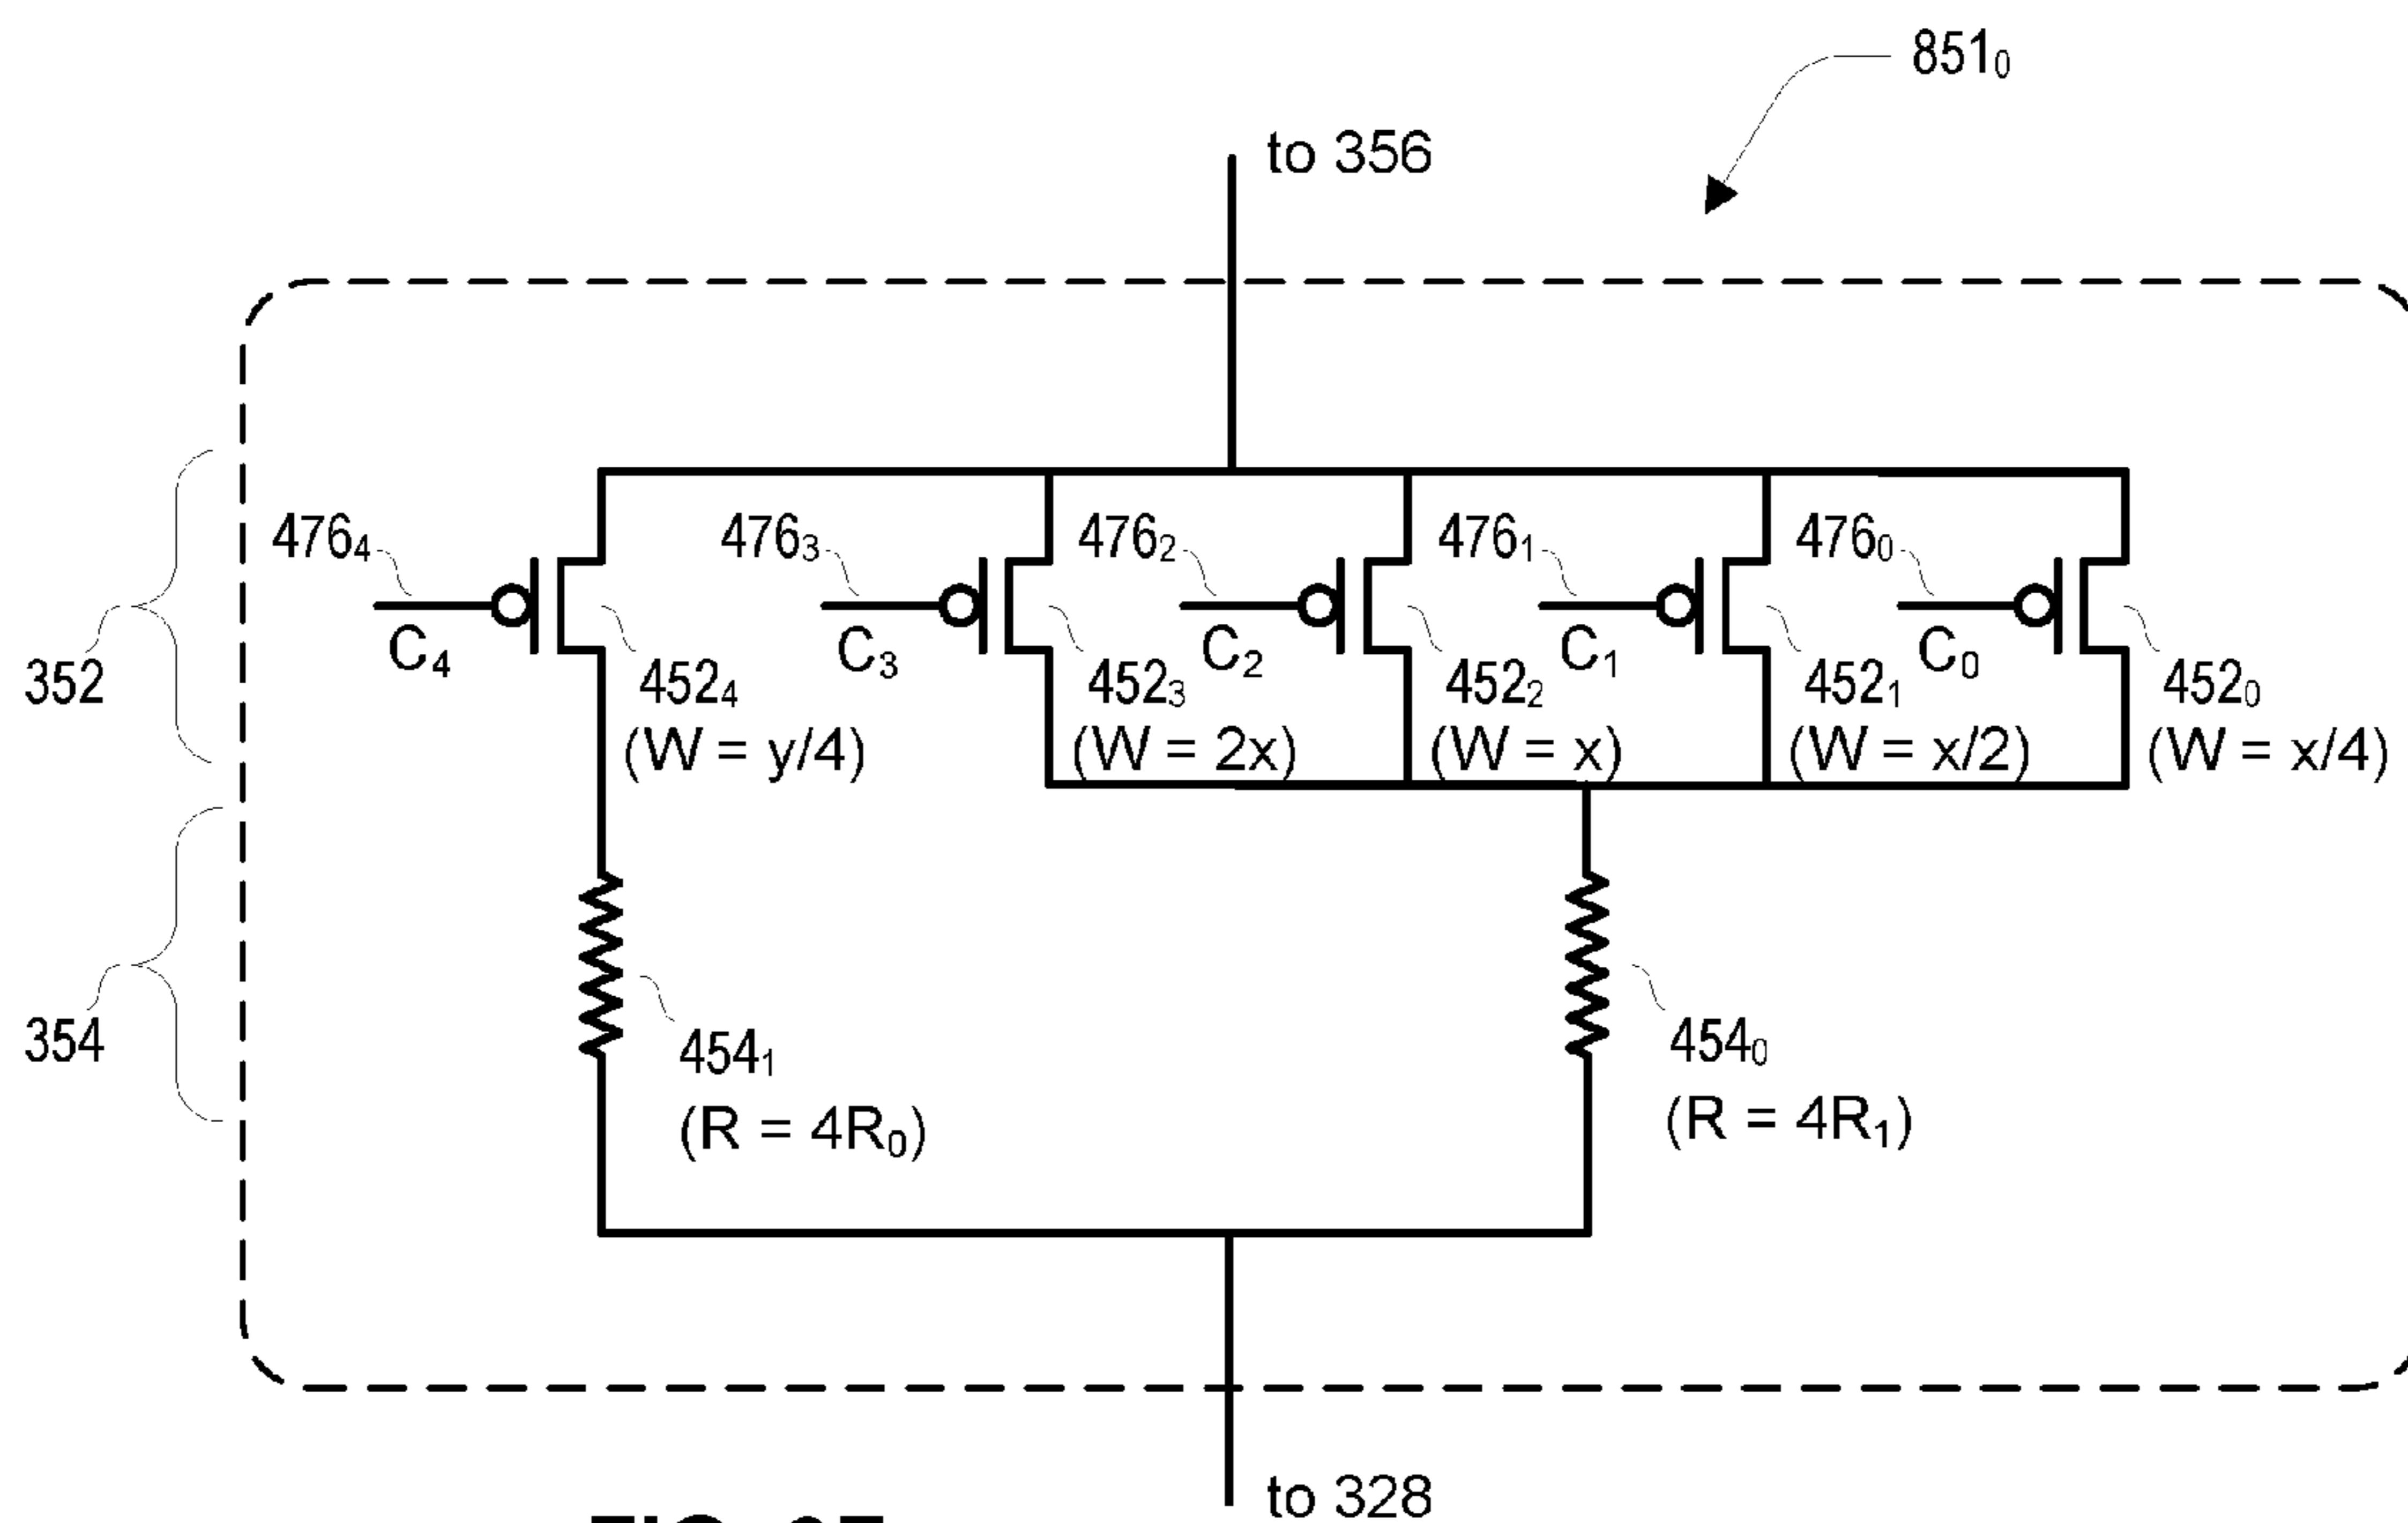 851₀
to 356
476₄
476₃
476₂
476₁
476₀
C₄
C₃
C₂
C₁
C₀
352
452₄
(W = y/4)
452₃
(W = 2x)
452₂
(W = x)
452₁
(W = x/2)
452₀
(W = x/4)
354
454₁
(R = 4R₀)
454₀
(R = 4R₁)
to 328